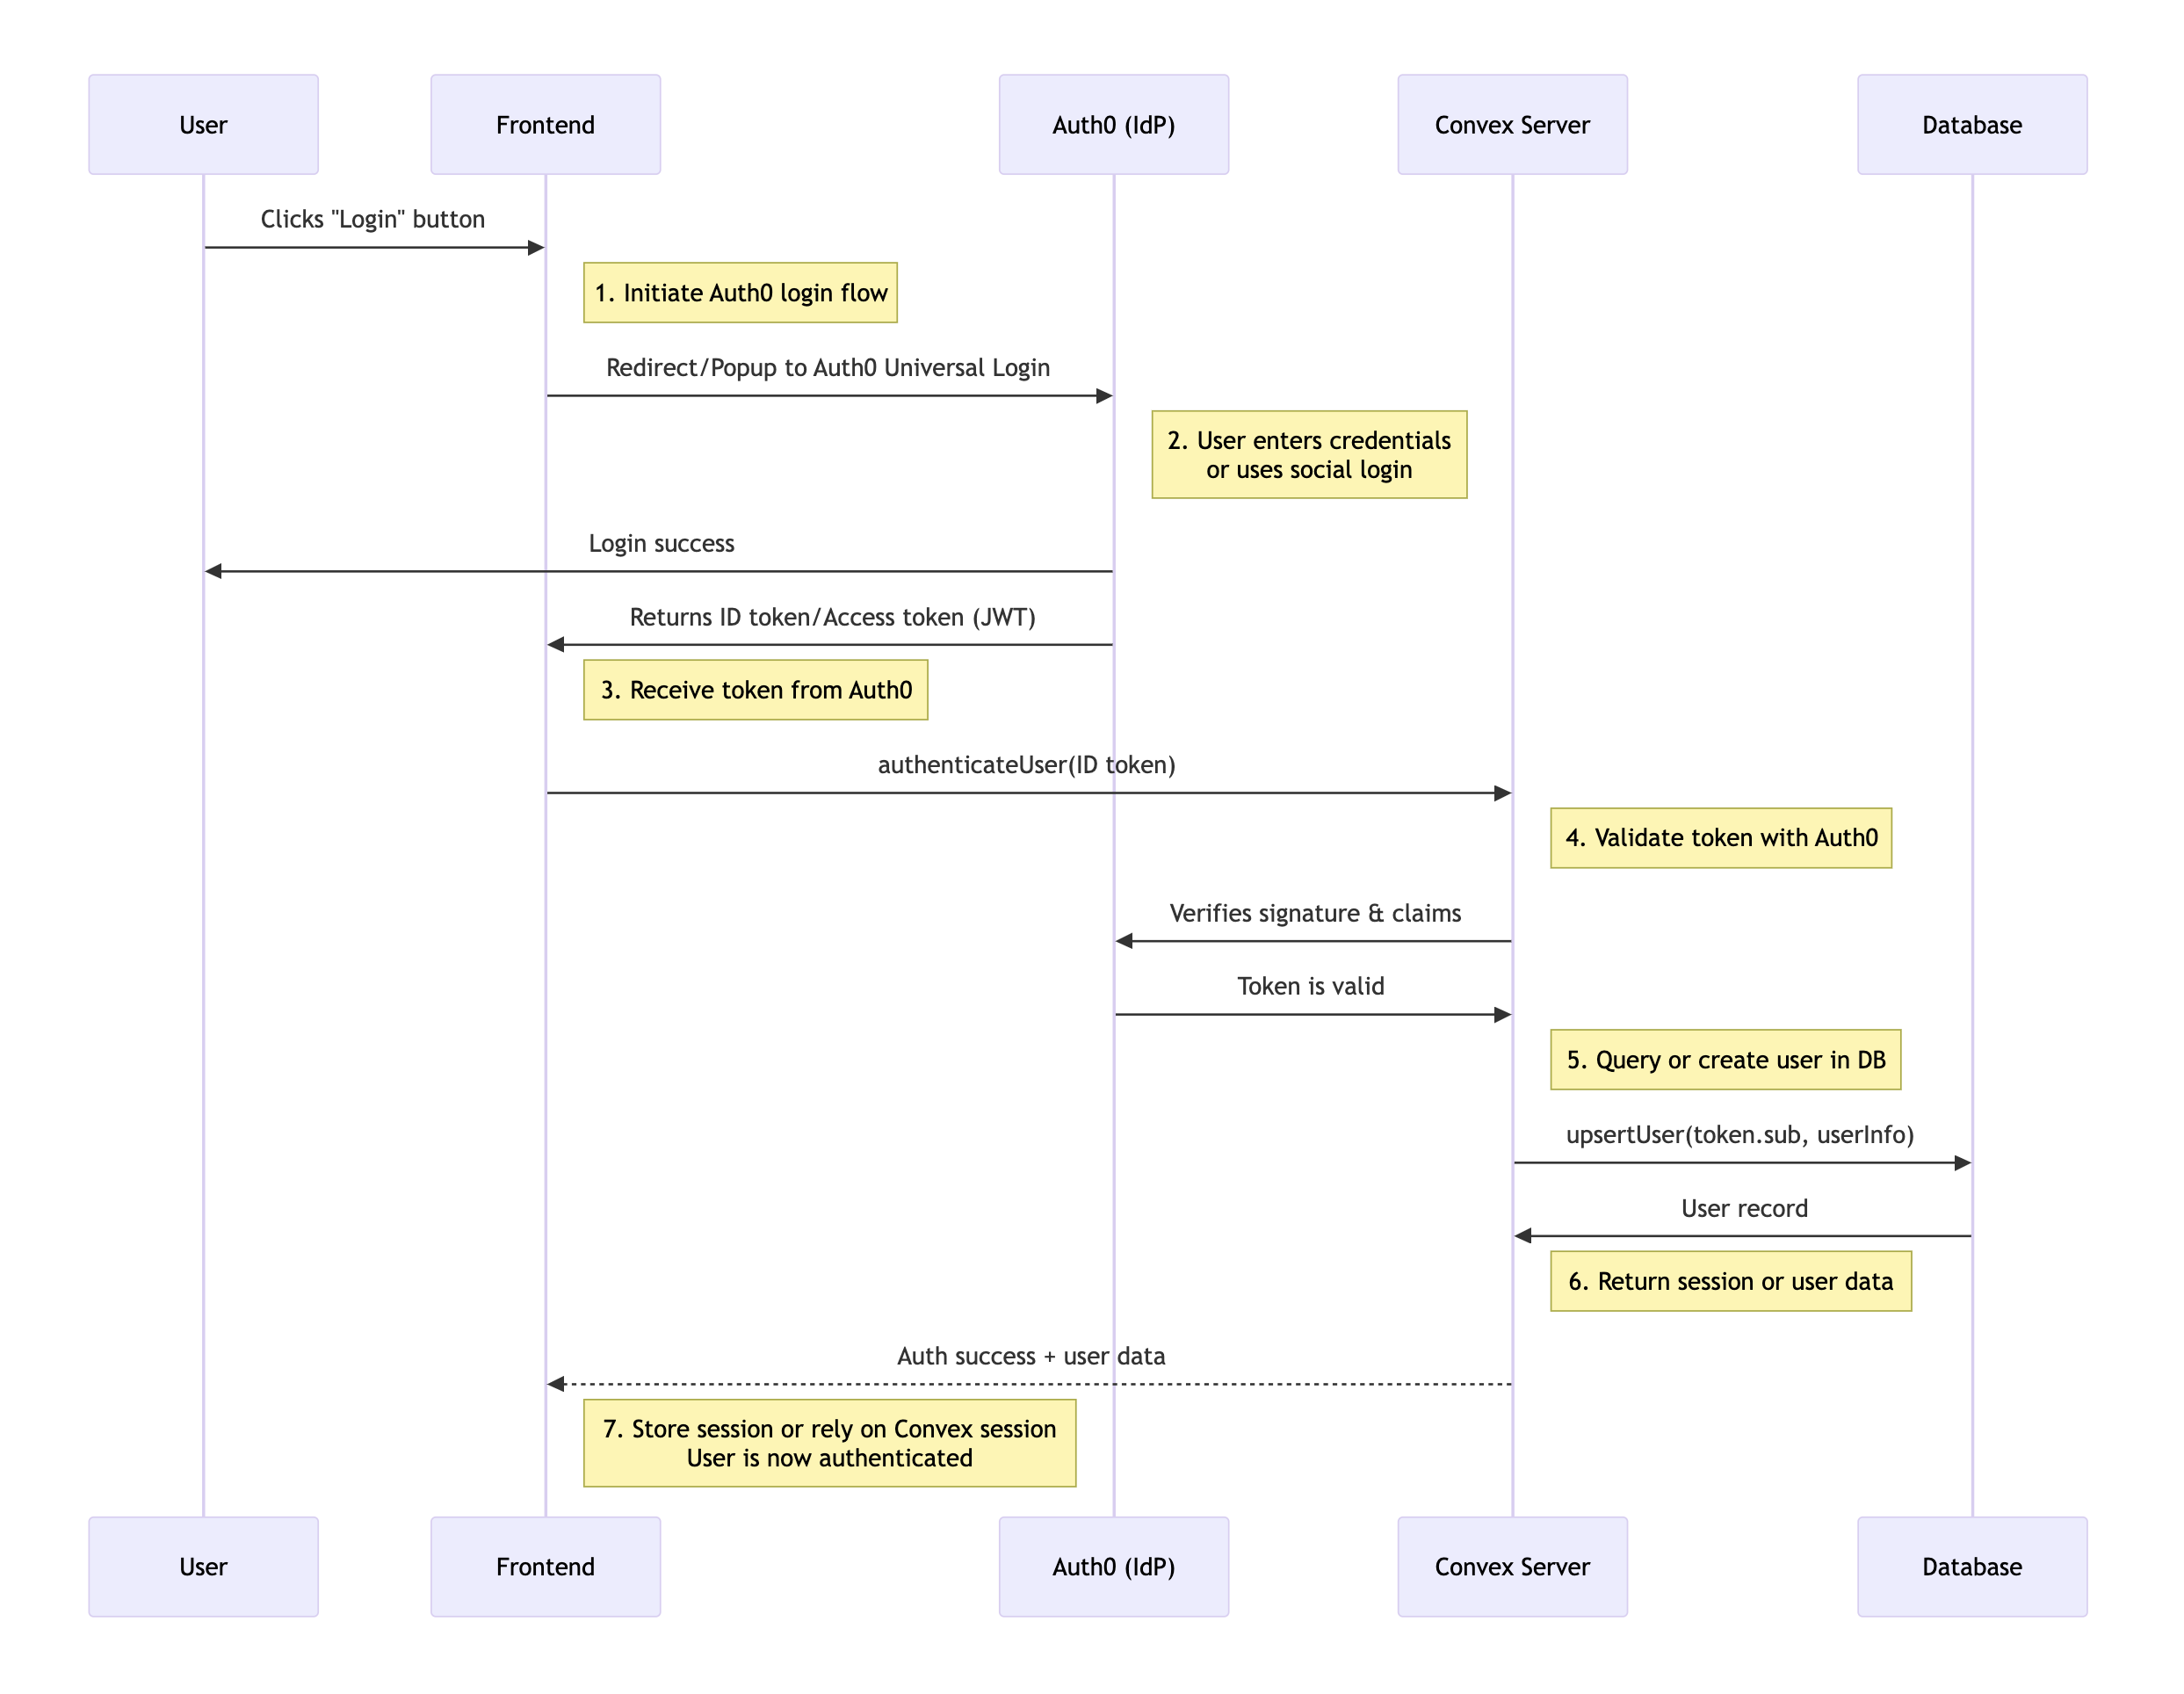 User
Frontend
Auth0 (IdP)
Convex Server
Database
Clicks "Login" button
1. Initiate Auth0 login flow
Redirect/Popup to Auth0 Universal Login
2. User enters credentials
or uses social login
Login success
Returns ID token/Access token (JWT)
3. Receive token from Auth0
authenticateUser(ID token)
4. Validate token with Auth0
Verifies signature & claims
Token is valid
5. Query or create user in DB
upsertUser(token.sub, userInfo)
User record
6. Return session or user data
Auth success + user data
7. Store session or rely on Convex session
User is now authenticated
User
Frontend
Auth0 (IdP)
Convex Server
Database